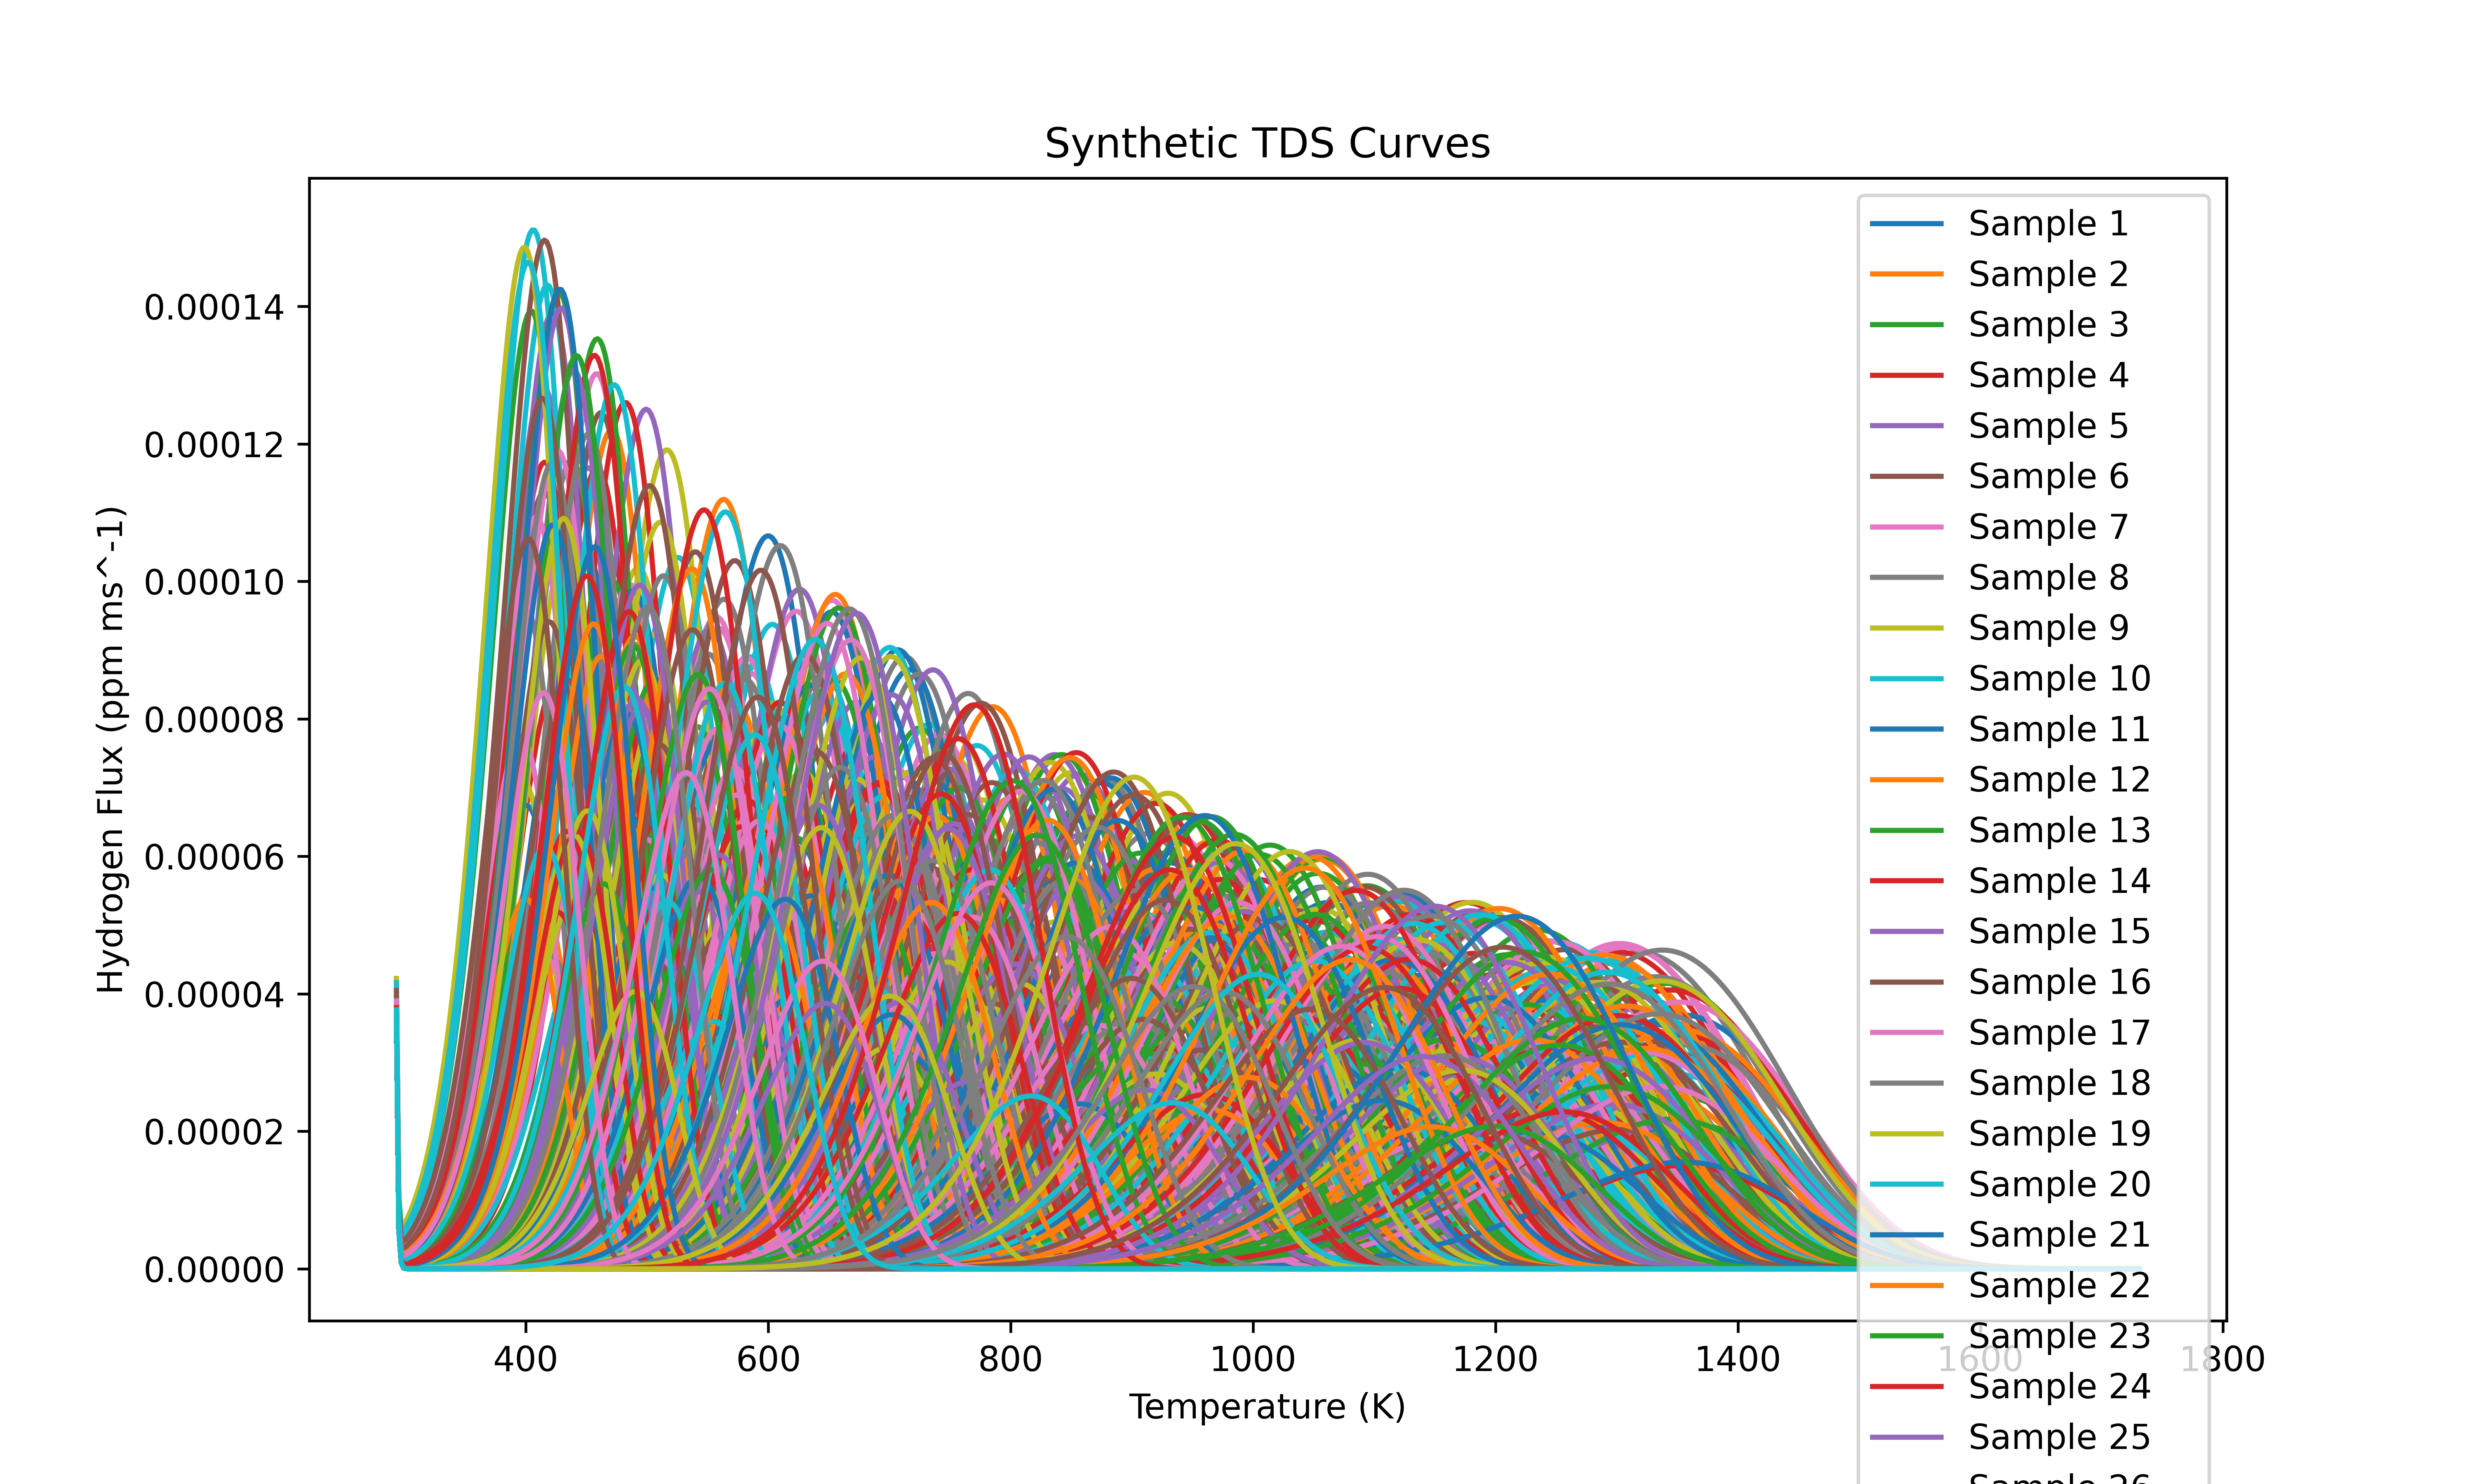 Synthetic TDS Curves
Hydrogen Flux (ppm ms^-1)
0.00014
0.00012
0.00010
0.00008
0.00006
0.00004
0.00002
0.00000
400 600 800 1000 1200 1400 1600 1800
Temperature (K)
Sample 1
Sample 2
Sample 3
Sample 4
Sample 5
Sample 6
Sample 7
Sample 8
Sample 9
Sample 10
Sample 11
Sample 12
Sample 13
Sample 14
Sample 15
Sample 16
Sample 17
Sample 18
Sample 19
Sample 20
Sample 21
Sample 22
Sample 23
Sample 24
Sample 25
Sample 26